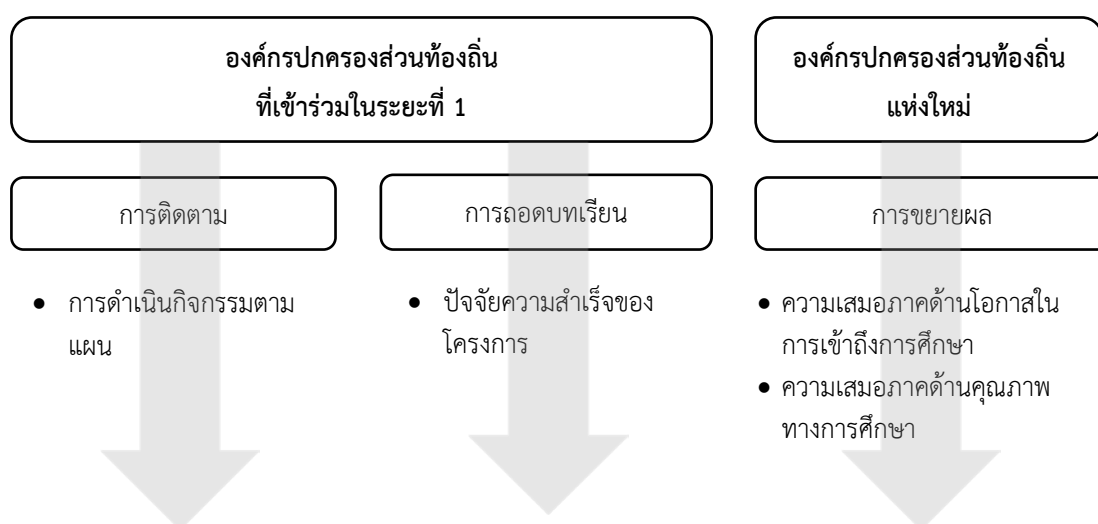 องค์กรปกครองส่วนท้องถิ่น
ที่เข้าร่วมในระยะที่ 1
องค์กรปกครองส่วนท้องถิ่น
แห่งใหม่
การติดตาม
การถอดบทเรียน
การขยายผล
● การดำเนินกิจกรรมตาม
แผน
● ปัจจัยความสำเร็จของ
โครงการ
● ความเสมอภาคด้านโอกาสใน
การเข้าถึงการศึกษา
● ความเสมอภาคด้านคุณภาพ
ทางการศึกษา